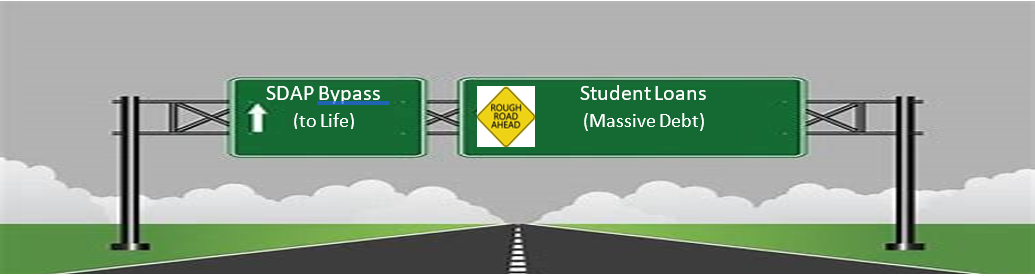 SDAP Bypass
(to Life)
ROUGH
ROAD
AHEAD
Student Loans
(Massive Debt)